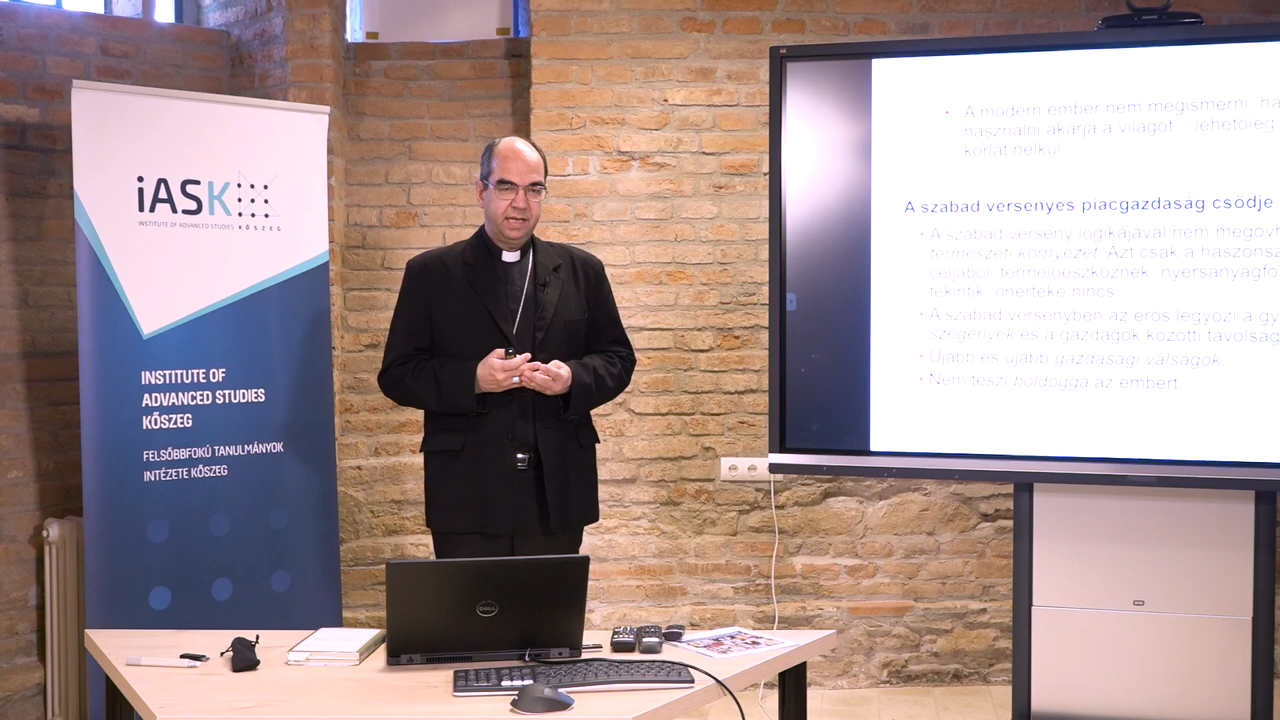 iASK
INSTITUTE OF ADVANCED STUDIES KŐSZEG
INSTITUTE OF
ADVANCED STUDIES
KŐSZEG
FELSŐBBFOKÚ TANULMÁNYOK
INTÉZETE KŐSZEG
DELL
• A modern ember nem megismerni, ha
használni akarja a világot – lehetőleg
korlát nélkül
A szabad versenyes piacgazdaság csődje
• A szabad verseny logikájával nem megóvh
természeti környezet. Azt csak a haszonsz
céljából termelőeszköznek, nyersanyagfo
tekintik, önértéke nincs
• A szabad versenyben az erős legyőzi a gy
szegények és a gazdagok közötti távolság
• Újabb és újabb gazdasági válságok
• Nem teszi boldoggá az embert.